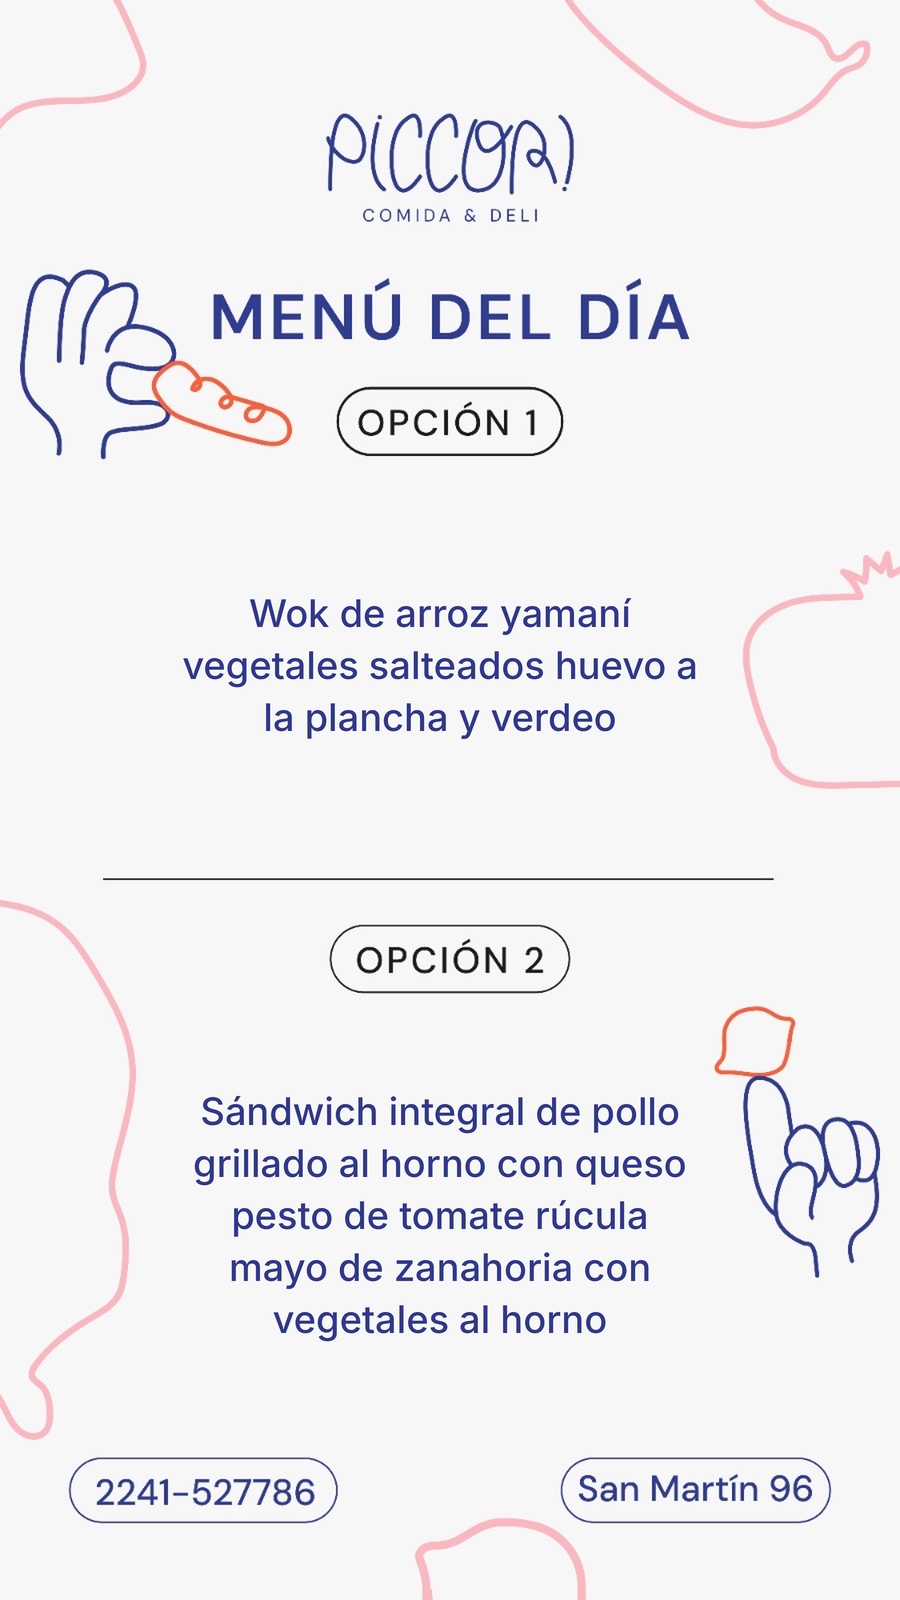 PICCOR!
COMIDA & DELI
MENÚ DEL DÍA
OPCIÓN 1
Wok de arroz yamaní
vegetales salteados huevo a
la plancha y verdeo
OPCIÓN 2
Sándwich integral de pollo
grillado al horno con queso
pesto de tomate rúcula
mayo de zanahoria con
vegetales al horno
2241-527786
San Martín 96